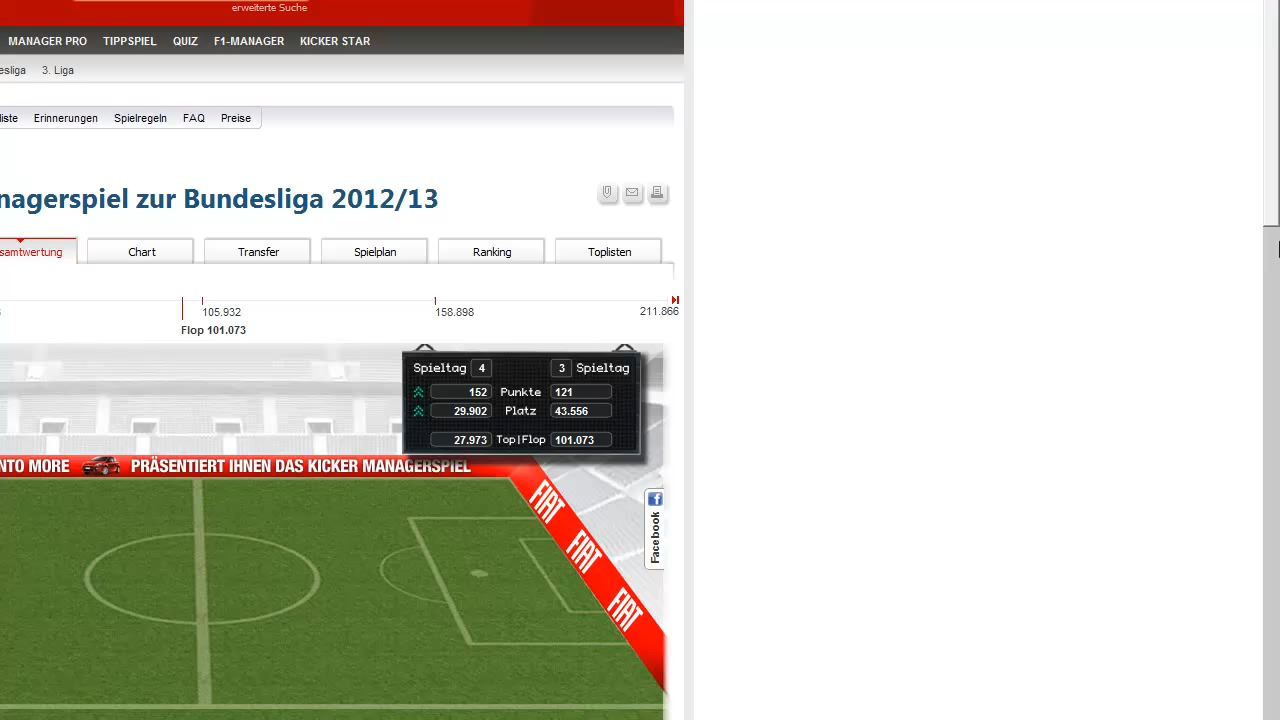 erweiterte Suche
MANAGER PRO TIPPSPIEL QUIZ F1-MANAGER KICKER STAR
esliga 3. Liga
liste Erinnerungen Spielregeln FAQ Preise
nagerspiel zur Bundesliga 2012/13
samtwertung Chart Transfer Spielplan Ranking Toplisten
105.932 158.898 211.866
Flop 101.073
Spieltag 4 3 Spieltag
152 Punkte 121
29.902 Platz 43.556
27.973 Top|Flop 101.073
NTO MORE PRÄSENTIERT IHNEN DAS KICKER MANAGERSPIEL
FIAT
FIAT
FIAT
Facebook